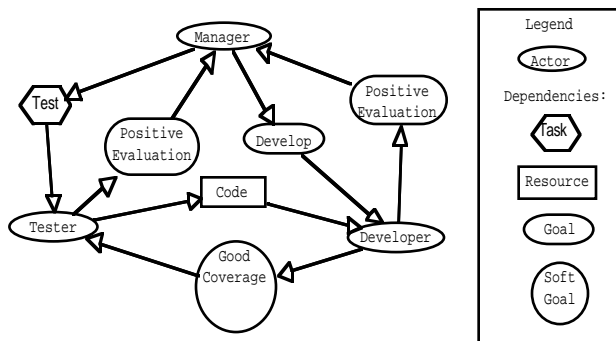 Manager
Test
Positive
Evaluation
Develop
Positive
Evaluation
Code
Tester
Developer
Good
Coverage
Legend
Actor
Dependencies:
Task
Resource
Goal
Soft
Goal